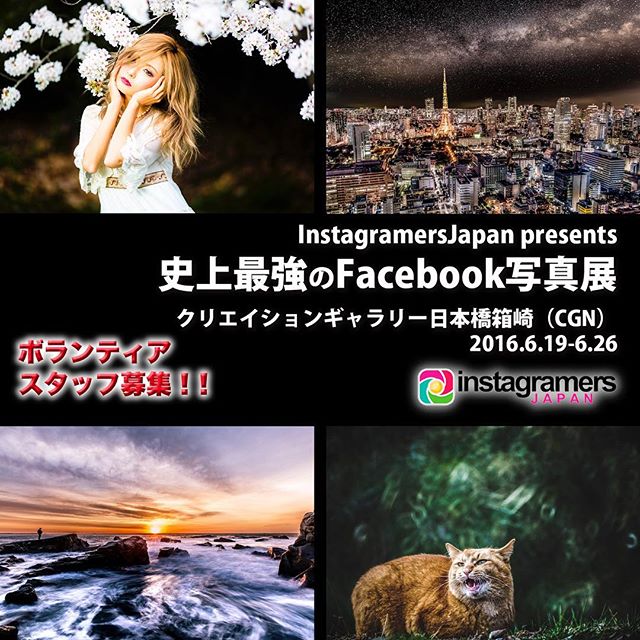 InstagramersJapan presents
史上最強のFacebook写真展
クリエイションギャラリー日本橋箱崎（CGN）
2016.6.19-6.26
ボランティア
スタッフ募集！！
instagramers
JAPAN